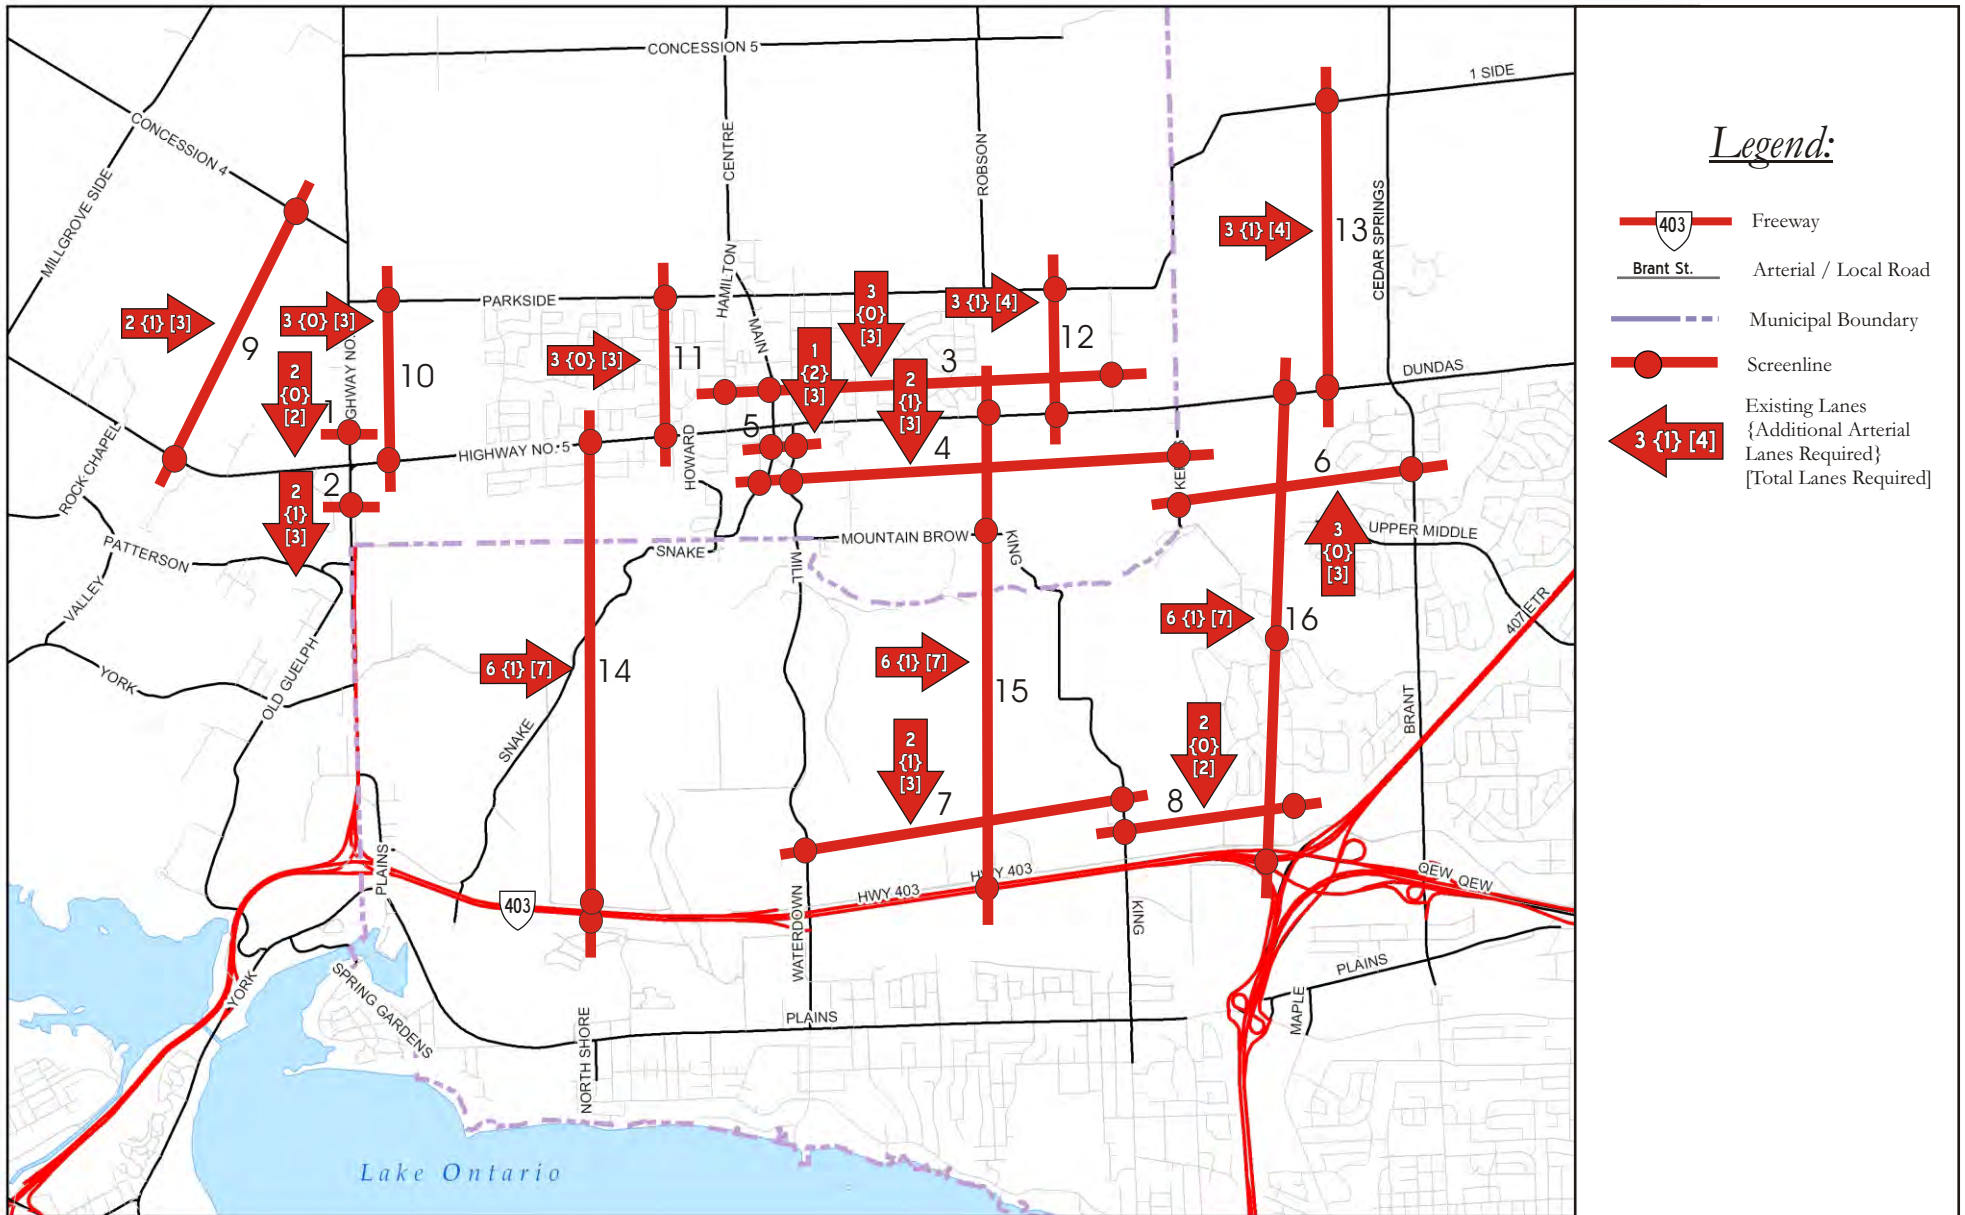 CONCESSION 5
1 SIDE
CONCESSION 4
MILLGROVE SIDE
CENTRE
HAMILTON
ROBSON
CEDAR SPRINGS
3 {1} [4]
13
2 {1} [3]
9
3 {0} [3]
HIGHWAY NO.
10
PARKSIDE
3 {0} [3]
11
MAIN
3
{0}
[3]
3 {1} [4]
12
3
1
{2}
[3]
2
{1}
[3]
2
{0}
[2]
1
5
4
DUNDAS
6
ROCK CHAPEL
HIGHWAY NO. 5
HOWARD
2
2
{1}
[3]
PATTERSON
VALLEY
YORK
OLD GUELPH
SNAKE
MOUNTAIN BROW
KING
MILL
UPPER MIDDLE
3
{0}
[3]
407 ETR
6 {1} [7]
14
6 {1} [7]
15
6 {1} [7]
16
SNAKE
BRANT
2
{1}
[3]
7
2
{0}
[2]
8
PLAINS
403
HWY 403
HWY 403
QEW
QEW
WATERDOWN
KING
YORK
SPRING GARDENS
PLAINS
PLAINS
MAPLE
NORTH SHORE
Lake Ontario
Legend:
403
Freeway
Brant St.
Arterial / Local Road
Municipal Boundary
Screenline
3 {1} [4]
Existing Lanes
{Additional Arterial
Lanes Required}
[Total Lanes Required]